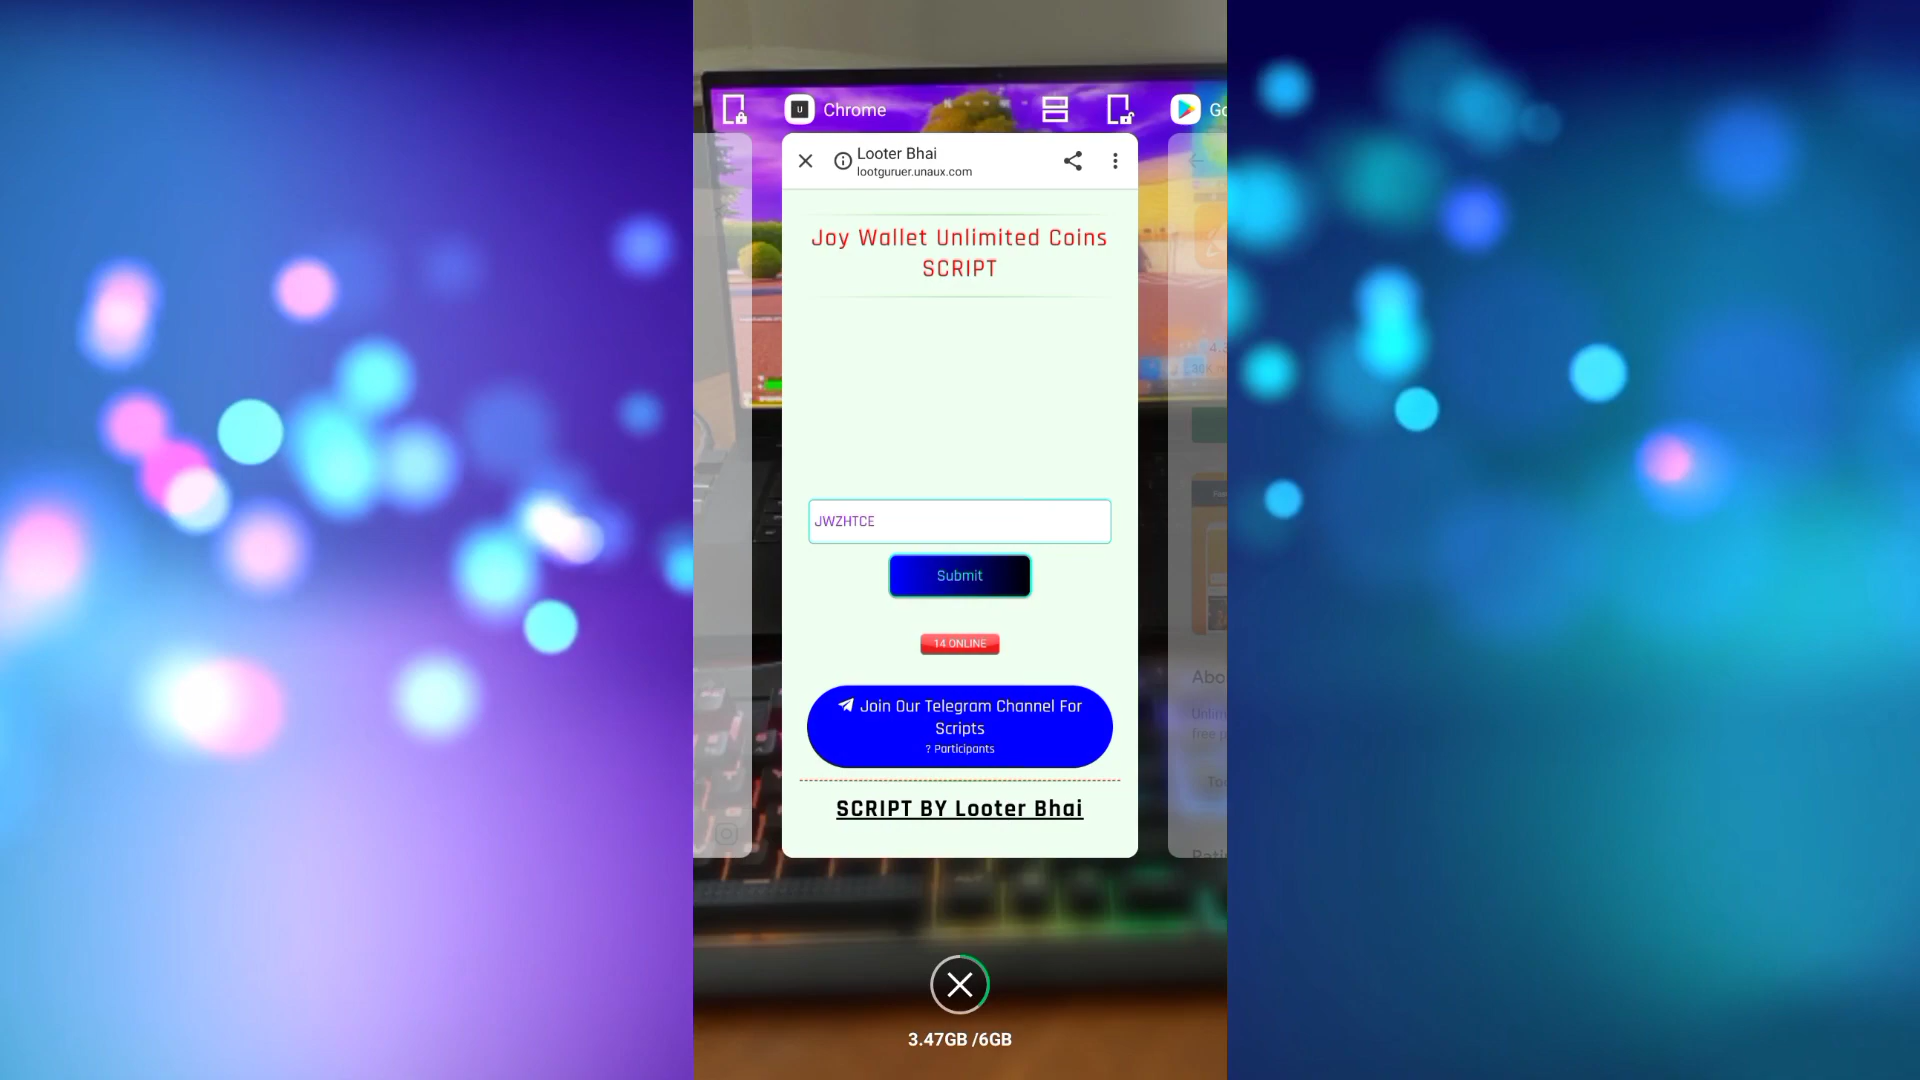 Chrome
Looter Bhai
lootguruer.unaux.com
Joy Wallet Unlimited Coins
SCRIPT
JWZHTCE
Submit
14 ONLINE
Join Our Telegram Channel For
Scripts
? Participants
SCRIPT BY Looter Bhai
3.47GB /6GB